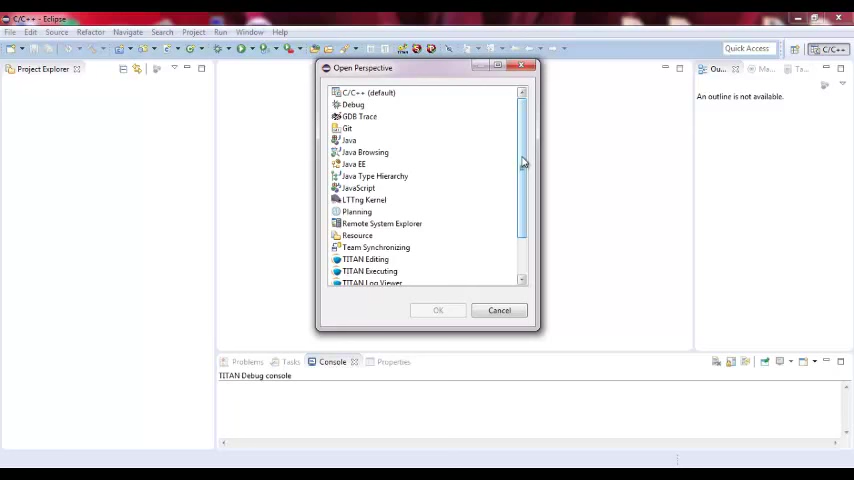 C/C++ - Eclipse
File Edit Source Refactor Navigate Search Project Run Window Help
Quick Access
C/C++
Project Explorer
Open Perspective
Ou...
Ma...
Ta...
An outline is not available.
C/C++ (default)
Debug
GDB Trace
Git
Java
Java Browsing
Java EE
Java Type Hierarchy
JavaScript
LTTng Kernel
Planning
Remote System Explorer
Resource
Team Synchronizing
TITAN Editing
TITAN Executing
TITAN Log Viewer
OK
Cancel
Problems
Tasks
Console
Properties
TITAN Debug console